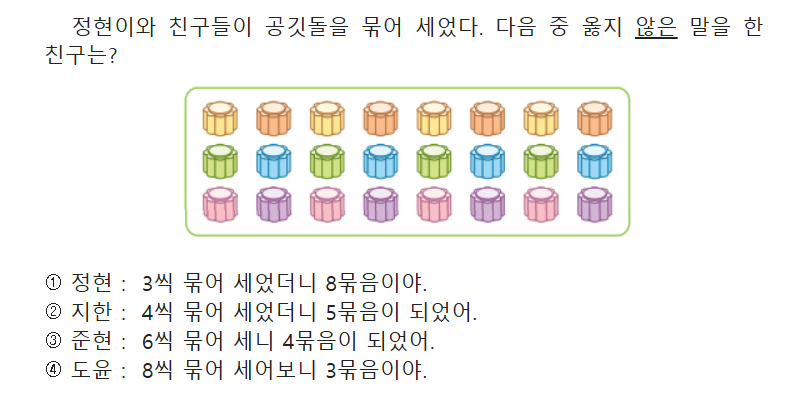 정현이와 친구들이 공깃돌을 묶어 세었다. 다음 중 옳지 않은 말을 한
친구는?
① 정현 : 3씩 묶어 세었더니 8묶음이야.
② 지한 : 4씩 묶어 세었더니 5묶음이 되었어.
③ 준현 : 6씩 묶어 세니 4묶음이 되었어.
④ 도윤 : 8씩 묶어 세어보니 3묶음이야.